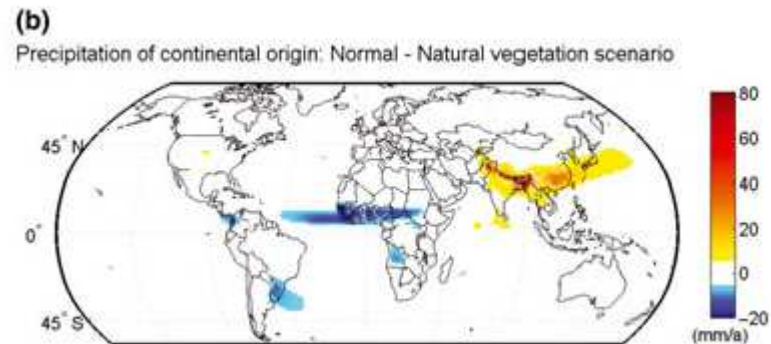 (b)
Precipitation of continental origin: Normal - Natural vegetation scenario
80
60
45° N
40
20
0°
0
45° S
−20
(mm/a)